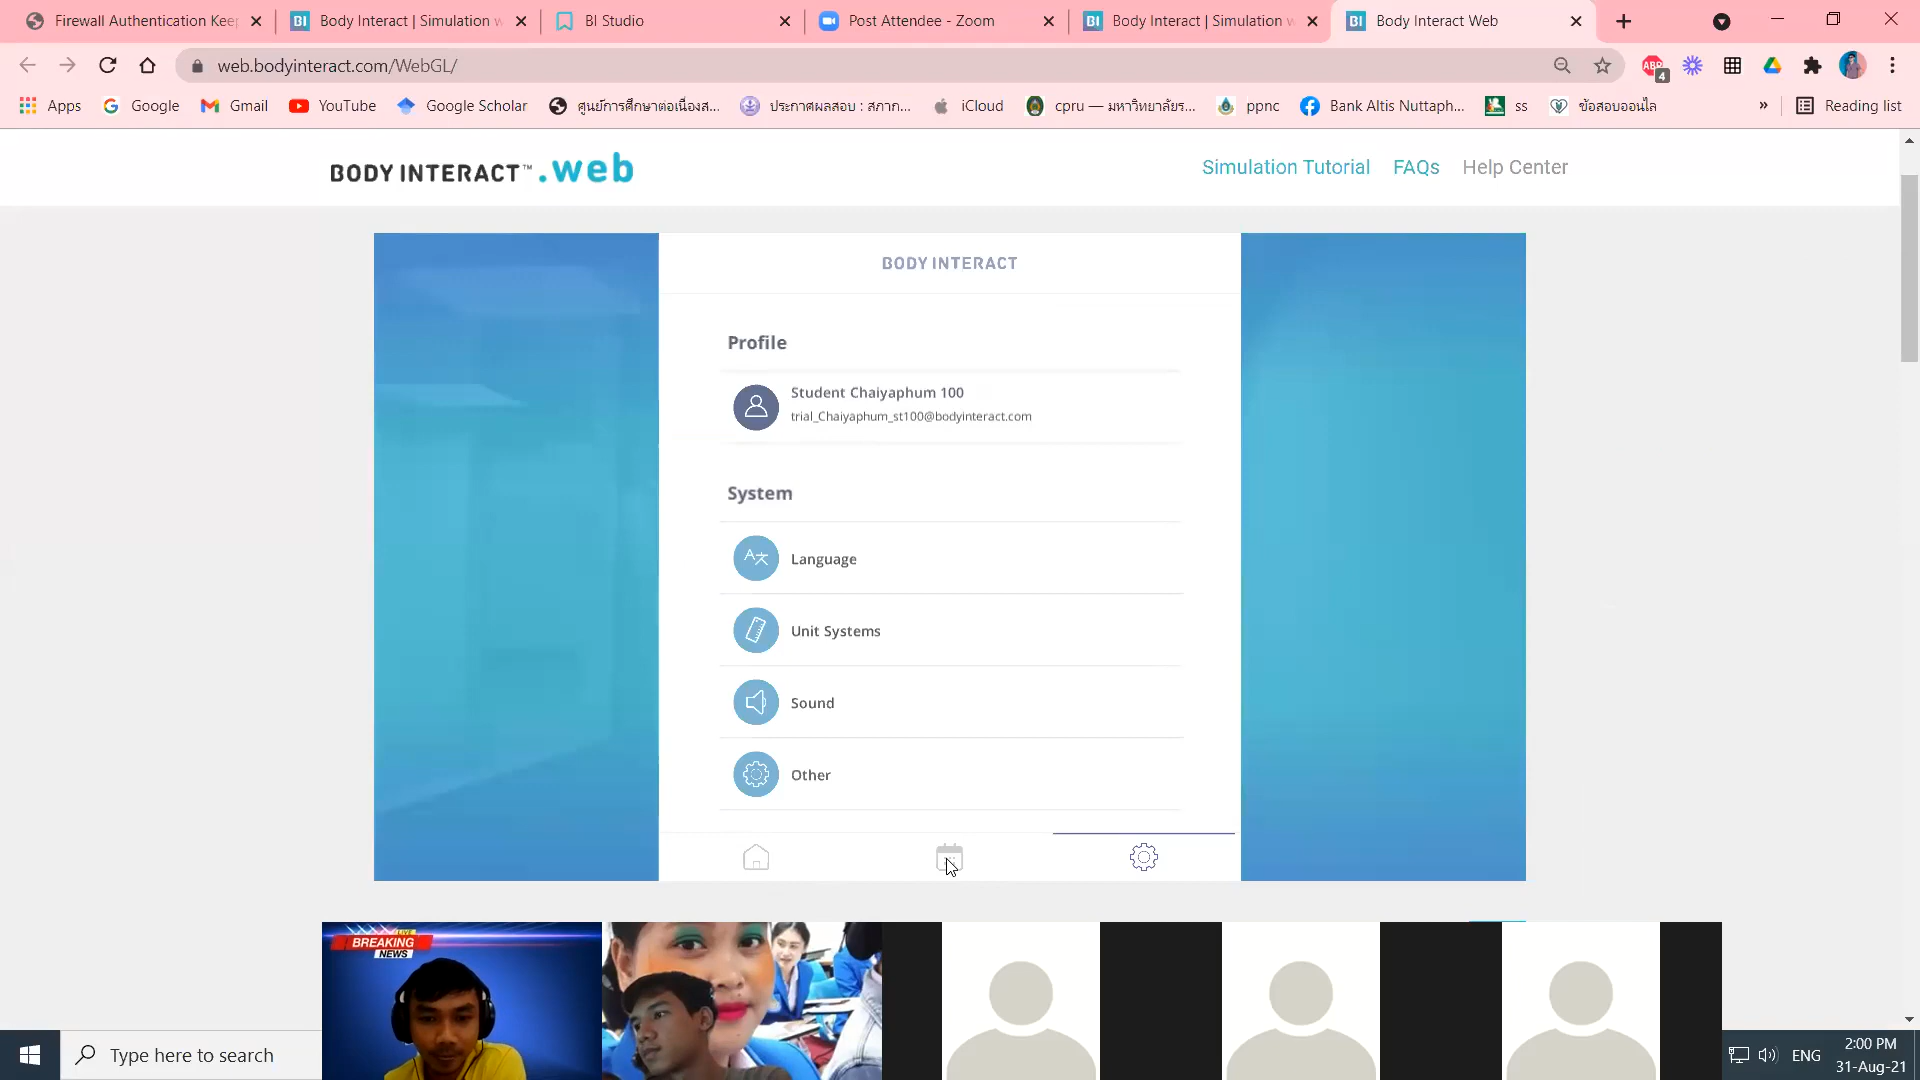 Firewall Authentication Kee
Body Interact | Simulation w
BI Studio
Post Attendee - Zoom
Body Interact | Simulation w
Body Interact Web
web.bodyinteract.com/WebGL/
ABP
4
Apps
Google
Gmail
YouTube
Google Scholar
ศูนย์การศึกษาต่อเนื่องส...
ประกาศผลสอบ : สภาก...
iCloud
cpru — มหาวิทยาลัยร...
ppnc
Bank Altis Nuttaph...
ss
ข้อสอบออนไล
Reading list
BODY INTERACT™ .web
Simulation Tutorial
FAQs
Help Center
BODY INTERACT
Profile
Student Chaiyaphum 100
trial_Chaiyaphum_st100@bodyinteract.com
System
Language
Unit Systems
Sound
Other
LIVE
BREAKING
NEWS
Type here to search
ENG
2:00 PM
31-Aug-21